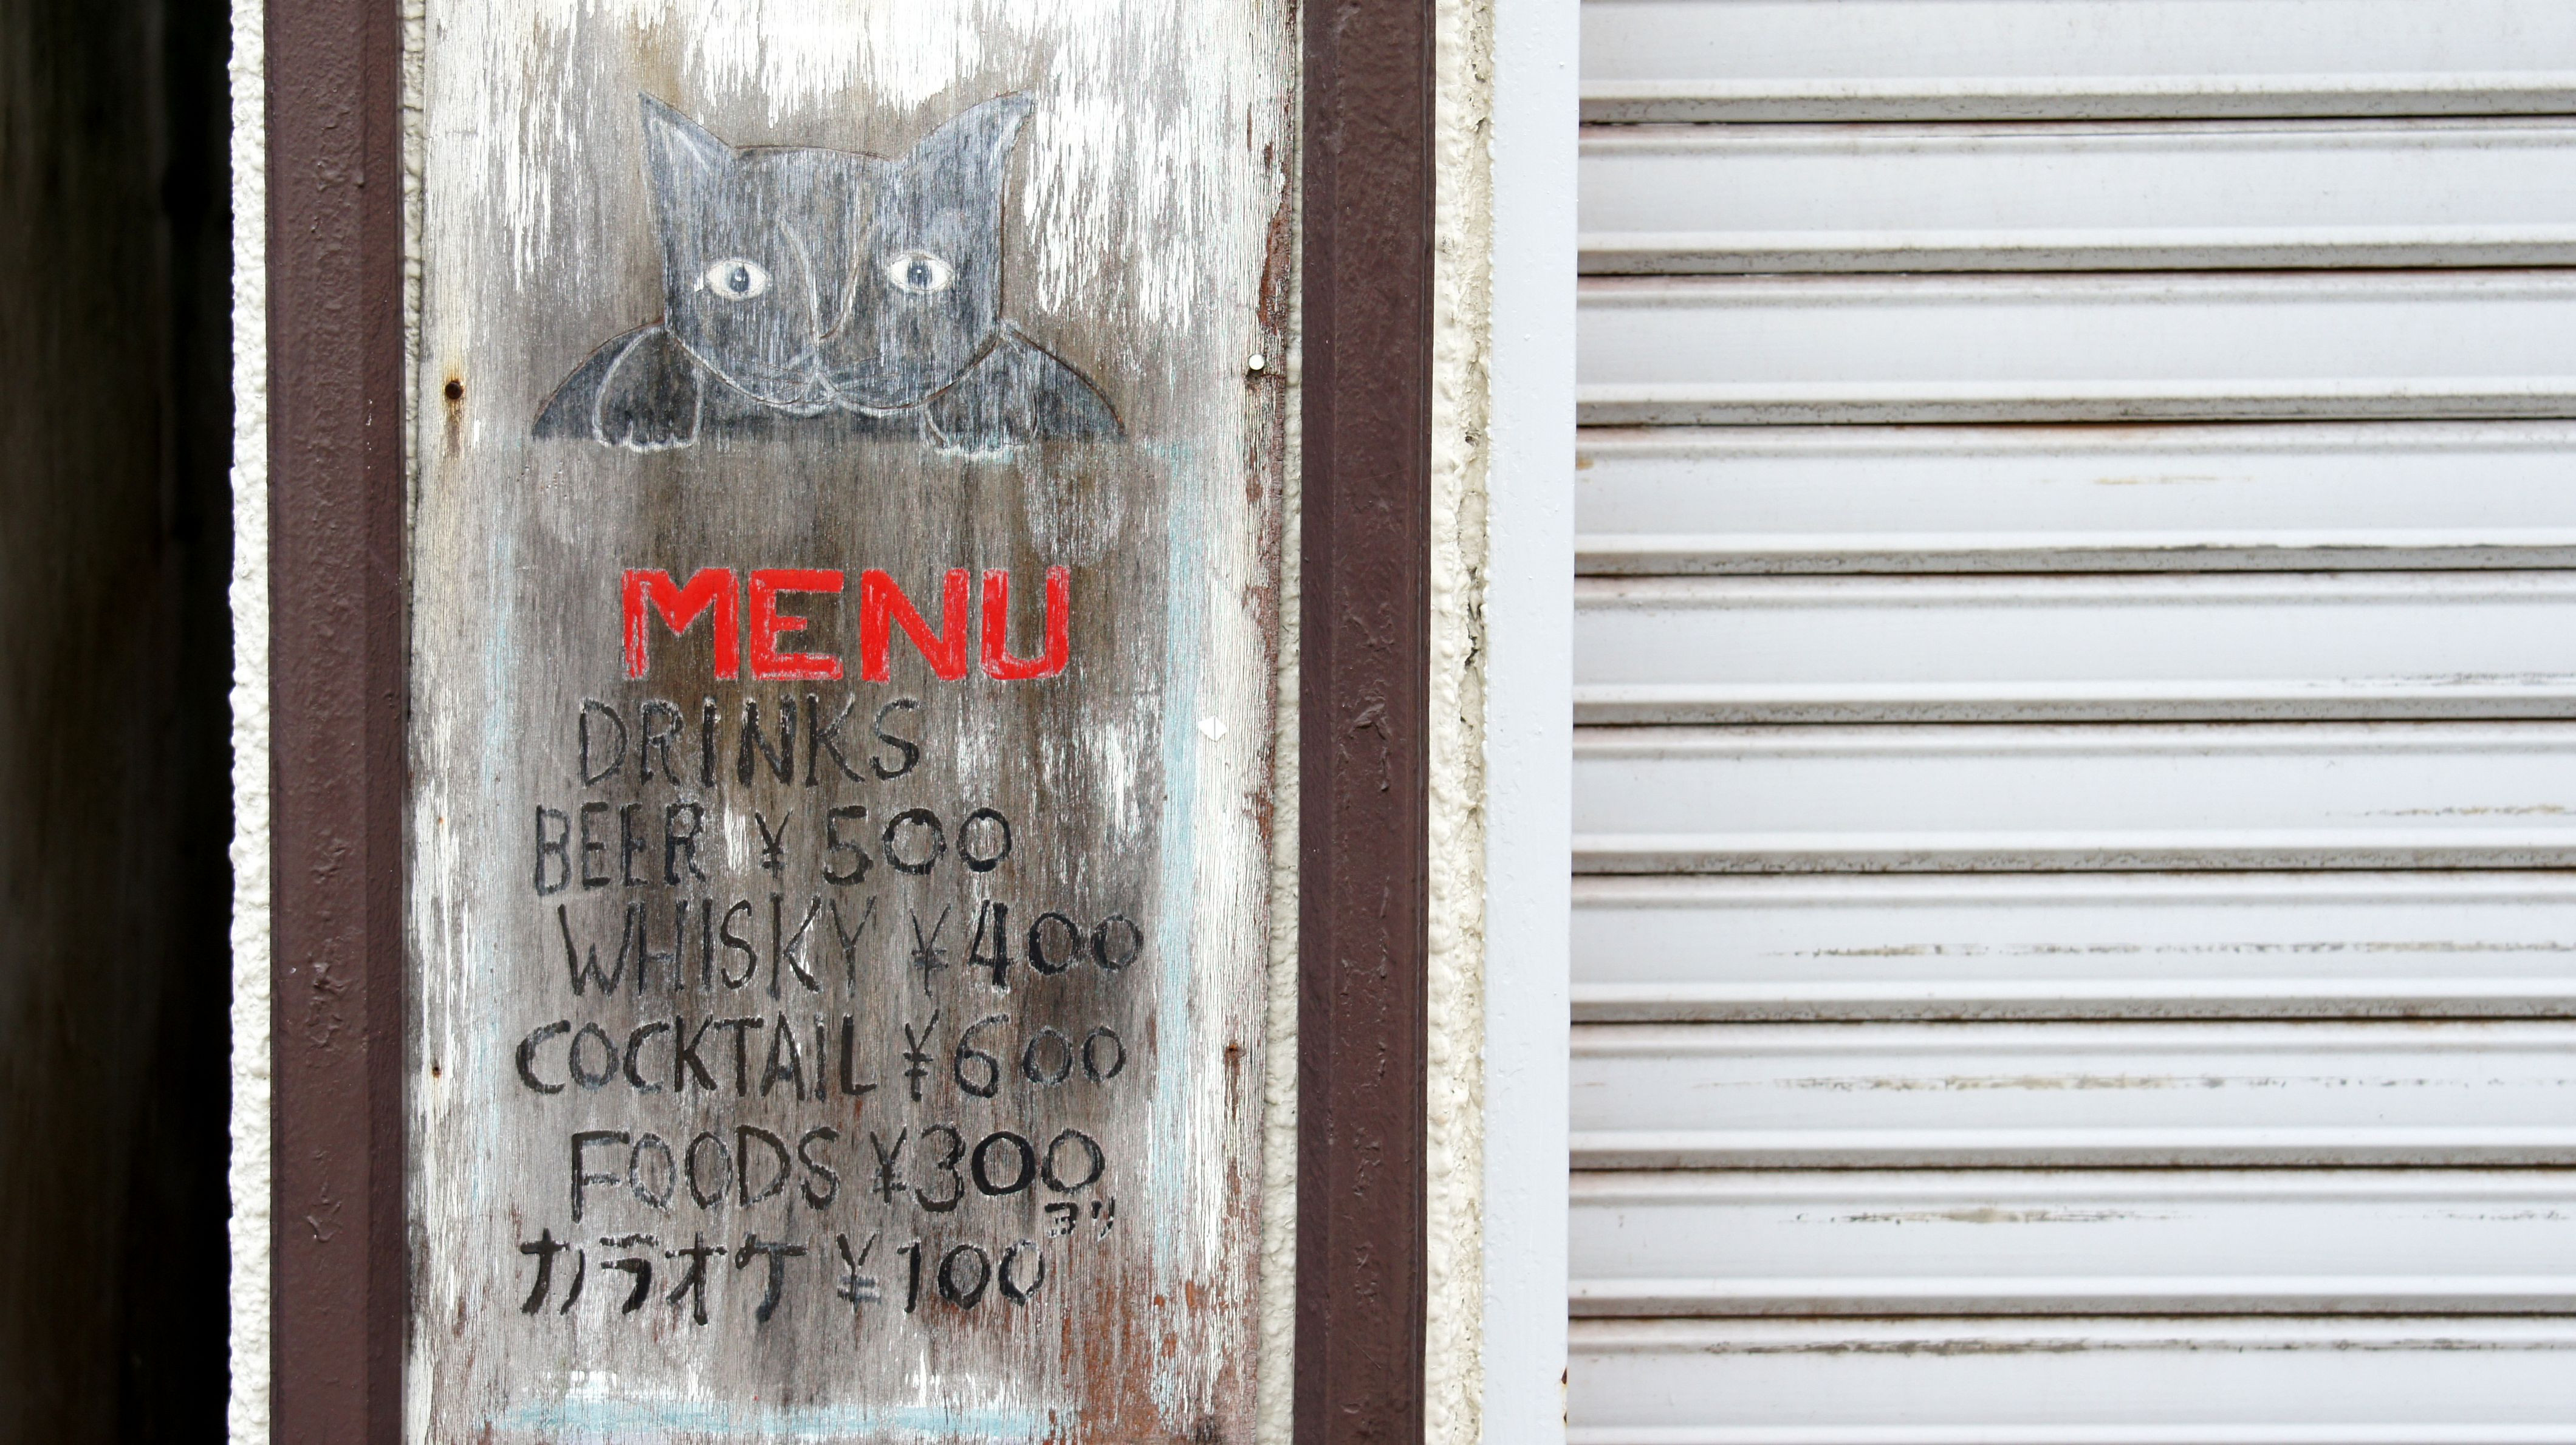 MENU
DRINKS
BEER ¥500
WHISKY ¥400
COCKTAIL ¥600
FOODS ¥300
ヨリ
カラオケ ¥100